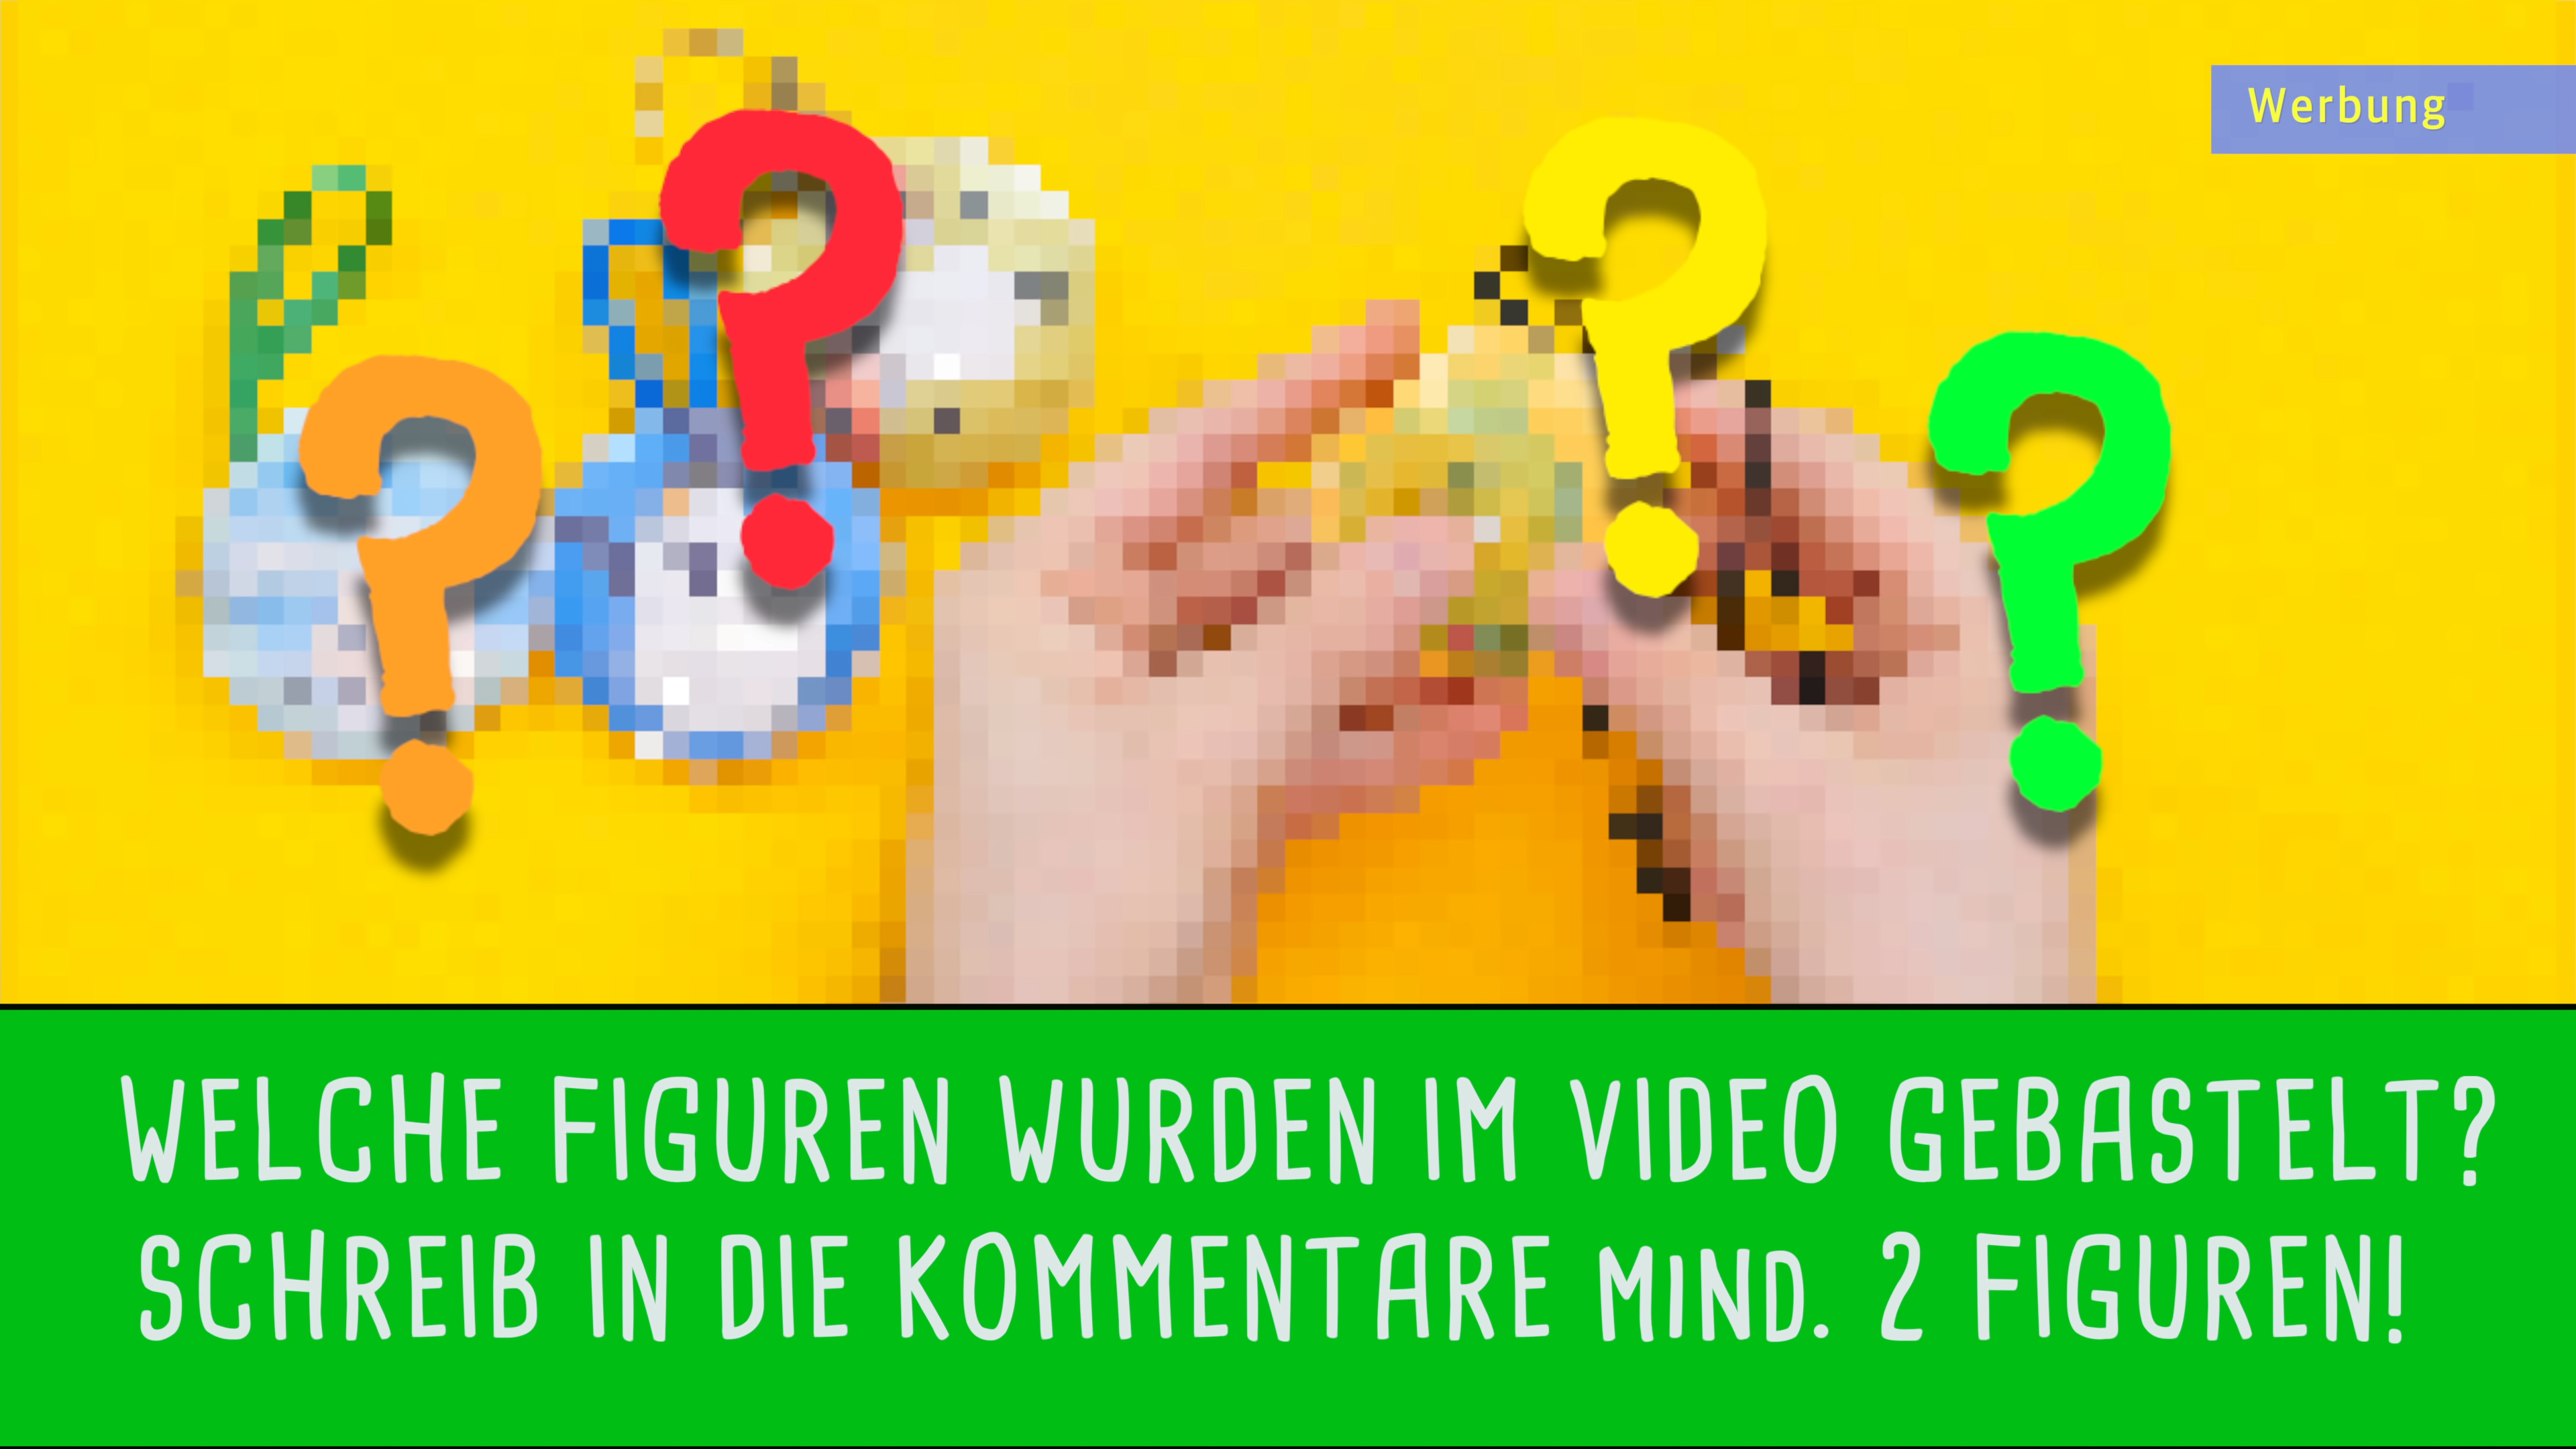 Werbung
?
?
?
?
WELCHE FIGUREN WURDEN IM VIDEO GEBASTELT?
SCHREIB IN DIE KOMMENTARE MIND. 2 FIGUREN!